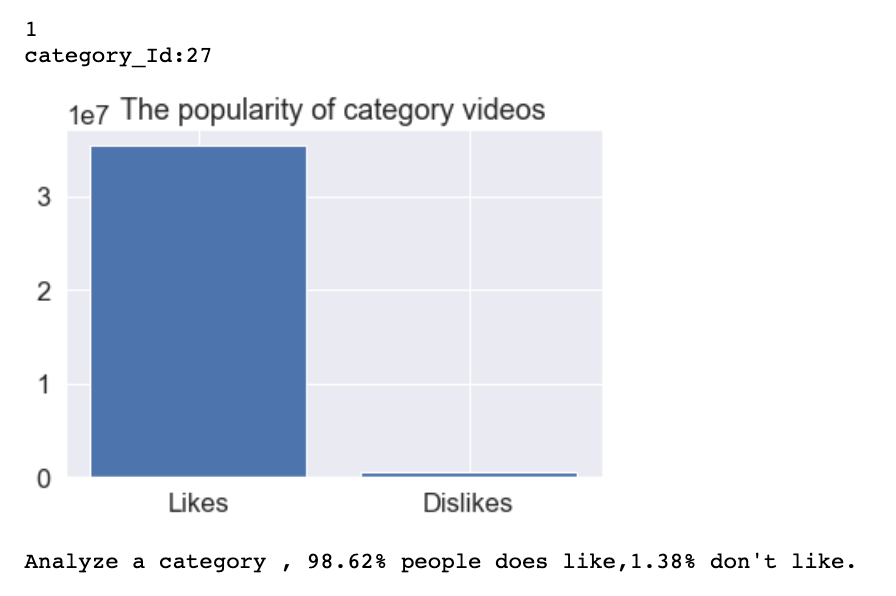 1
category_Id:27
1e7 The popularity of category videos
3
2
1
0
Likes Dislikes
Analyze a category , 98.62% people does like,1.38% don't like.